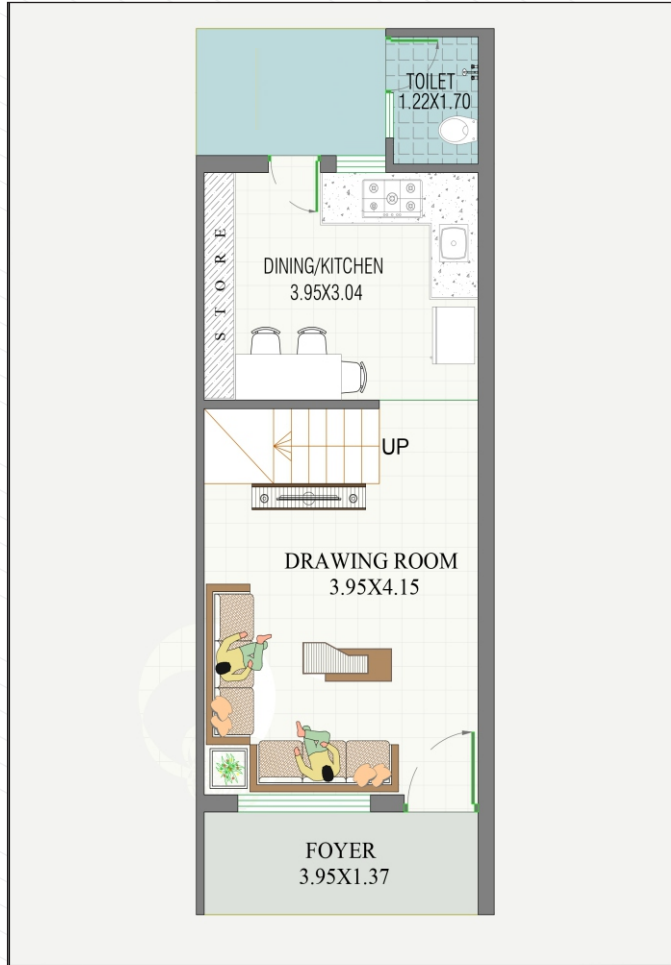 TOILET
1.22X1.70
STORE
DINING/KITCHEN
3.95X3.04
UP
DRAWING ROOM
3.95X4.15
FOYER
3.95X1.37